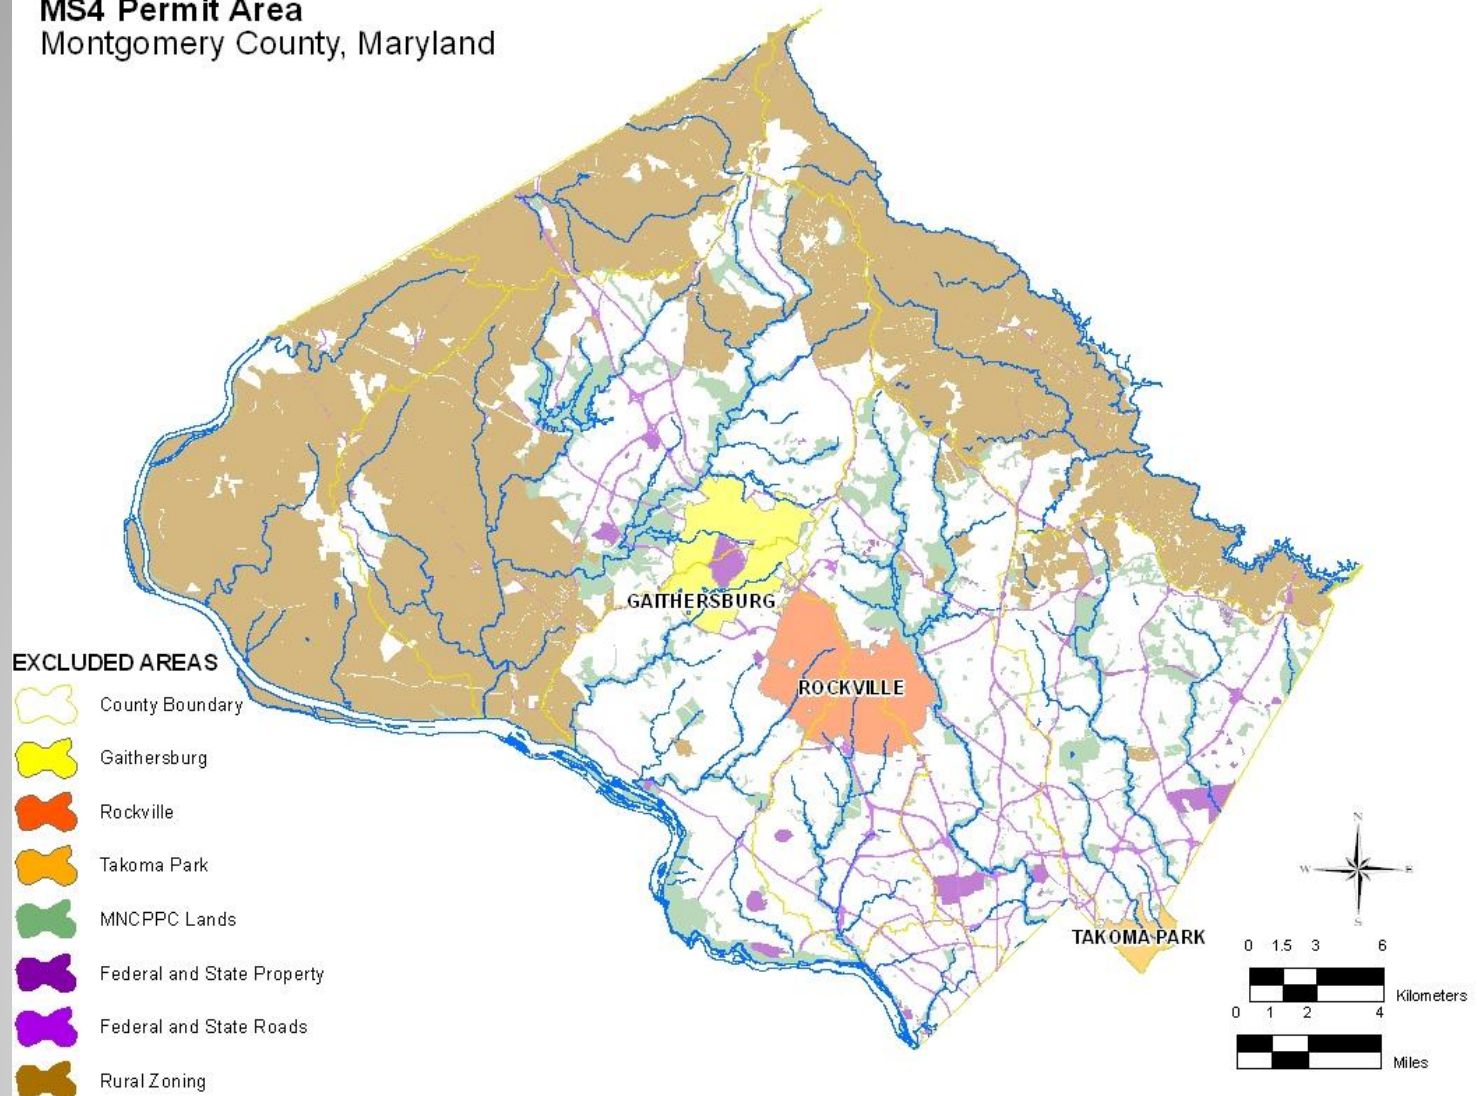 MS4 Permit Area
Montgomery County, Maryland
GAITHERSBURG
ROCKVILLE
TAKOMA PARK
EXCLUDED AREAS
County Boundary
Gaithersburg
Rockville
Takoma Park
MNCPPC Lands
Federal and State Property
Federal and State Roads
Rural Zoning
N
W E
S
0 1.5 3 6
Kilometers
0 1 2 4
Miles